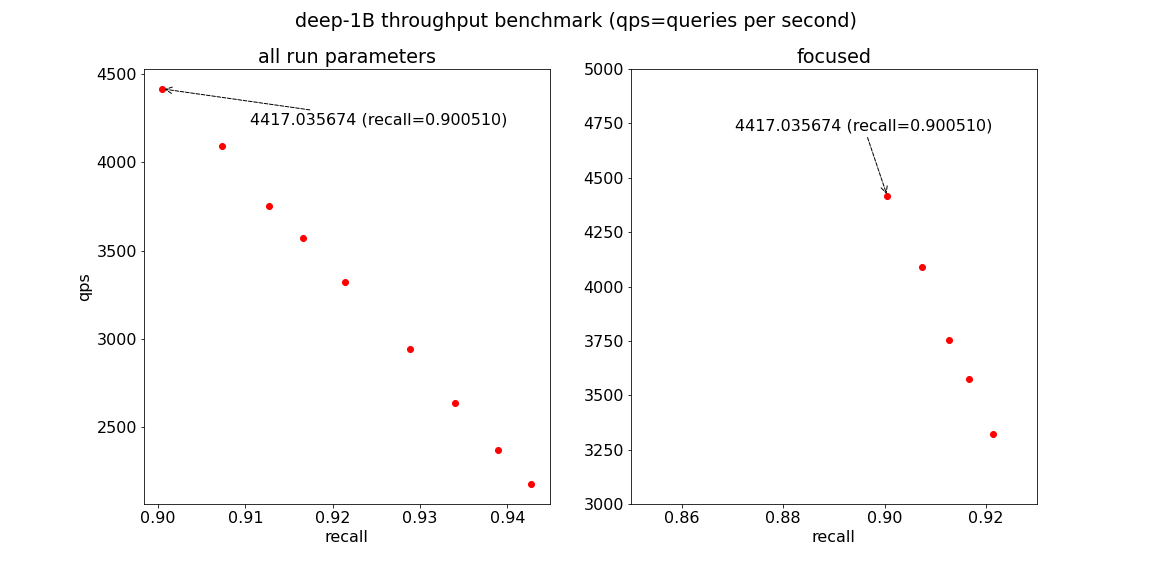 deep-1B throughput benchmark (qps=queries per second)
all run parameters
4500
4000
3500
3000
2500
qps
4417.035674 (recall=0.900510)
0.90 0.91 0.92 0.93 0.94
recall
focused
5000
4750
4500
4250
4000
3750
3500
3250
3000
4417.035674 (recall=0.900510)
0.86 0.88 0.90 0.92
recall